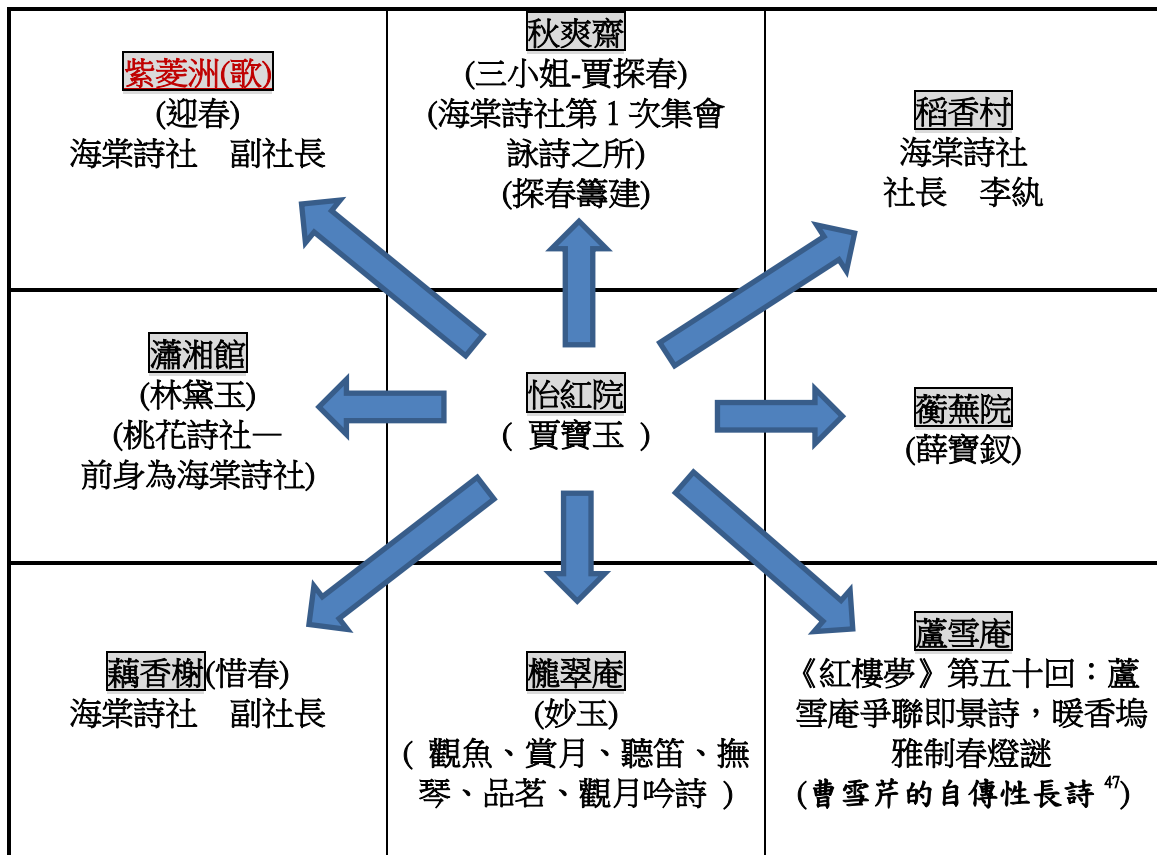 紫菱洲(歌)
(迎春)
海棠詩社　副社長
秋爽齋
(三小姐-賈探春)
(海棠詩社第 1 次集會
詠詩之所)
(探春籌建)
稻香村
海棠詩社
社長　李紈
瀟湘館
(林黛玉)
(桃花詩社—
前身為海棠詩社)
怡紅院
( 賈寶玉 )
蘅蕪院
(薛寶釵)
藕香榭(惜春)
海棠詩社　副社長
櫳翠庵
(妙玉)
( 觀魚、賞月、聽笛、撫
琴、品茗、觀月吟詩 )
蘆雪庵
《紅樓夢》第五十回：蘆
雪庵爭聯即景詩，暖香塢
雅制春燈謎
(曹雪芹的自傳性長詩 47)